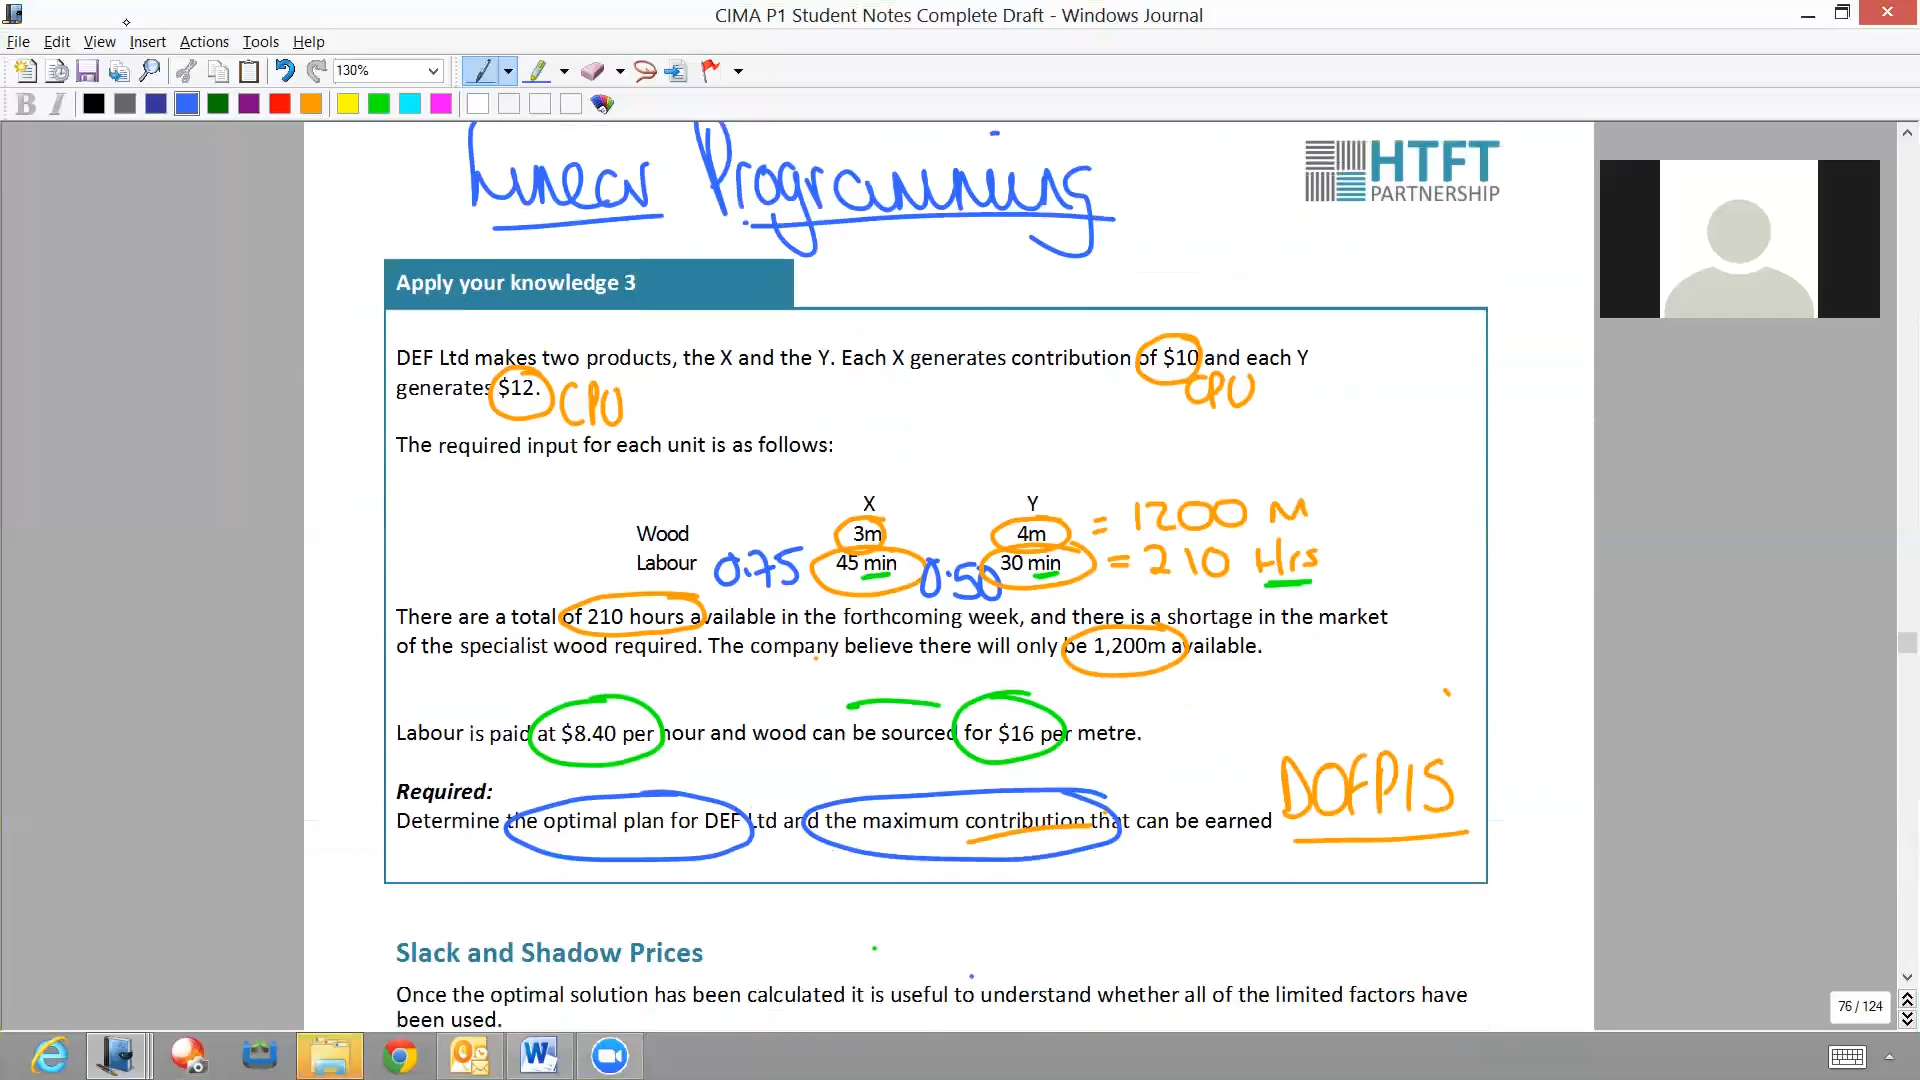 CIMA P1 Student Notes Complete Draft - Windows Journal
File Edit View Insert Actions Tools Help
130%
B I
Linear Programming
HTFT
PARTNERSHIP
Apply your knowledge 3
DEF Ltd makes two products, the X and the Y. Each X generates contribution of $10 and each Y
generates $12.
CPU
CPU
The required input for each unit is as follows:
X Y
Wood 3m 4m = 1200 M
Labour 0.75 45 min 0.50 30 min = 210 Hrs
There are a total of 210 hours available in the forthcoming week, and there is a shortage in the market
of the specialist wood required. The company believe there will only be 1,200m available.
Labour is paid at $8.40 per hour and wood can be sourced for $16 per metre.
Required:
Determine the optimal plan for DEF Ltd and the maximum contribution that can be earned
DOFPIS
Slack and Shadow Prices
Once the optimal solution has been calculated it is useful to understand whether all of the limited factors have
been used.
76 / 124